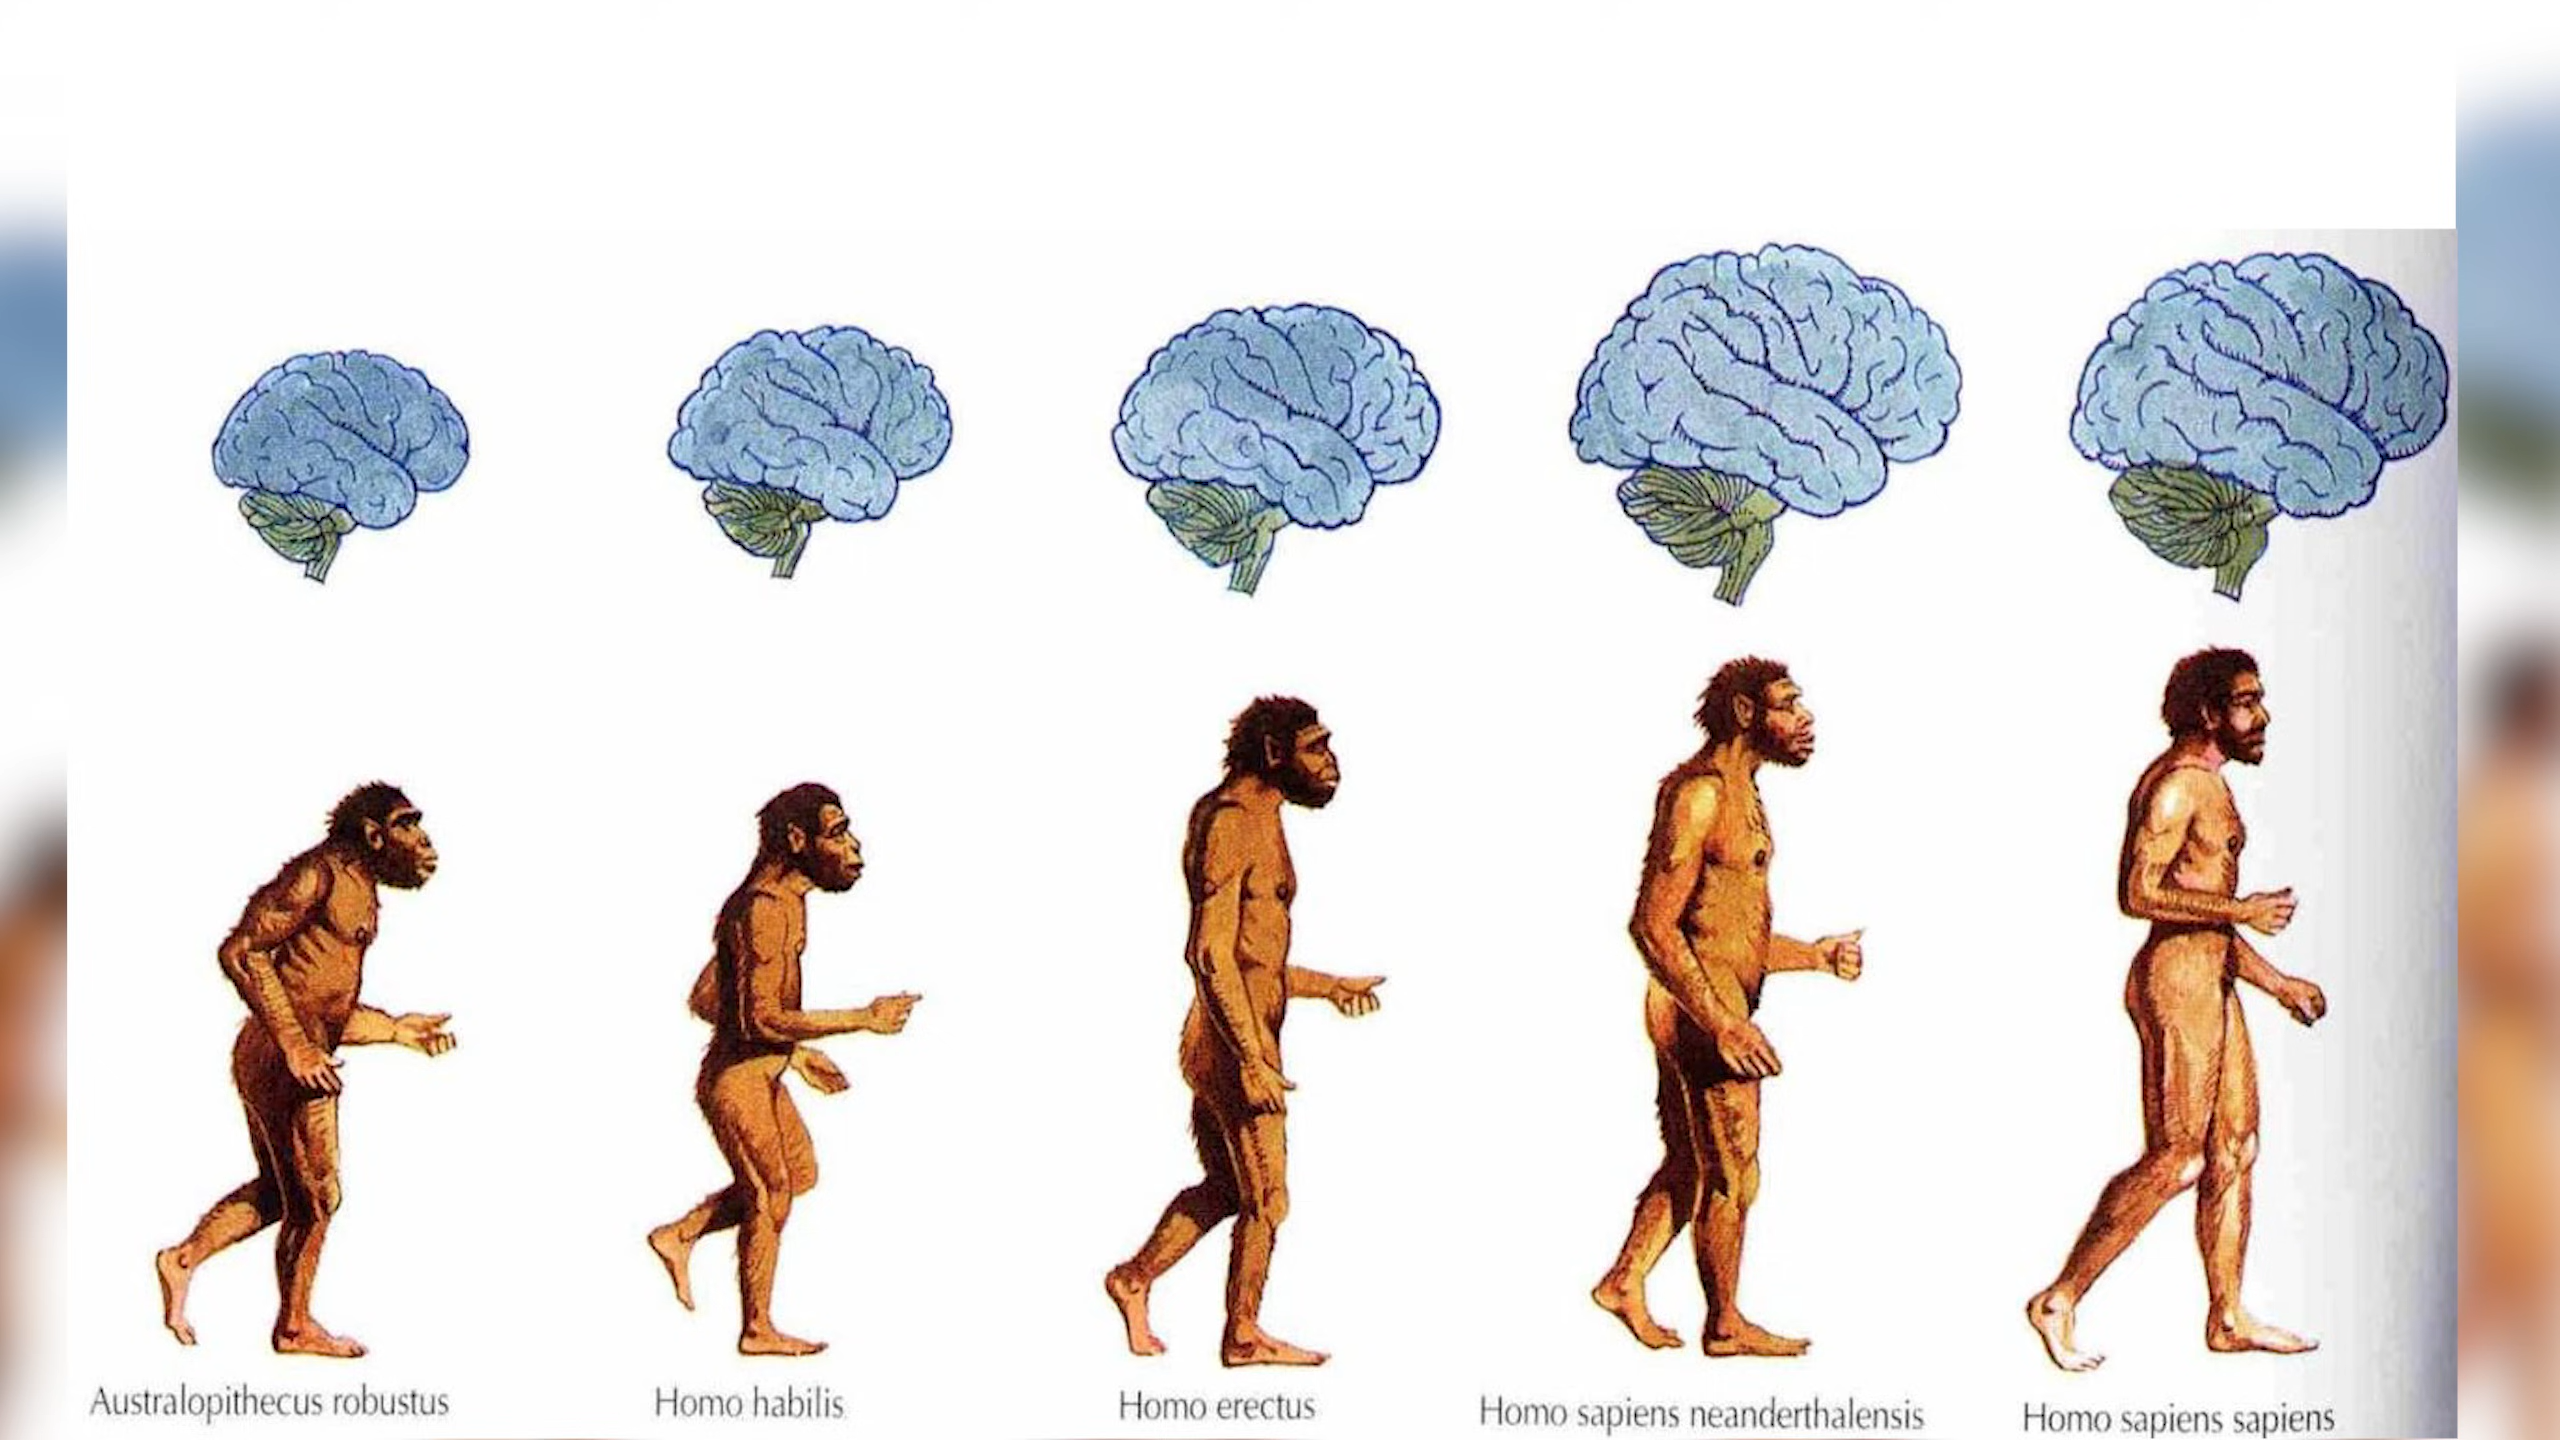 Australopithecus robustus
Homo habilis
Homo erectus
Homo sapiens neanderthalensis
Homo sapiens sapiens